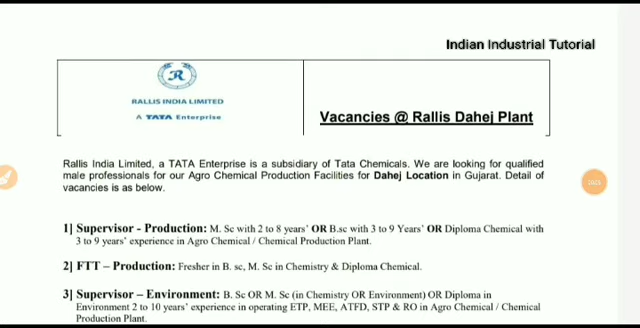 Indian Industrial Tutorial
R
RALLIS INDIA LIMITED
A TATA Enterprise
Vacancies @ Rallis Dahej Plant
Rallis India Limited, a TATA Enterprise is a subsidiary of Tata Chemicals. We are looking for qualified
male professionals for our Agro Chemical Production Facilities for Dahej Location in Gujarat. Detail of
vacancies is as below.
1| Supervisor - Production: M. Sc with 2 to 8 years' OR B.sc with 3 to 9 Years' OR Diploma Chemical with
3 to 9 years' experience in Agro Chemical / Chemical Production Plant.
2| FTT – Production: Fresher in B. sc, M. Sc in Chemistry & Diploma Chemical.
3| Supervisor – Environment: B. Sc OR M. Sc (in Chemistry OR Environment) OR Diploma in
Environment 2 to 10 years' experience in operating ETP, MEE, ATFD, STP & RO in Agro Chemical / Chemical
Production Plant.